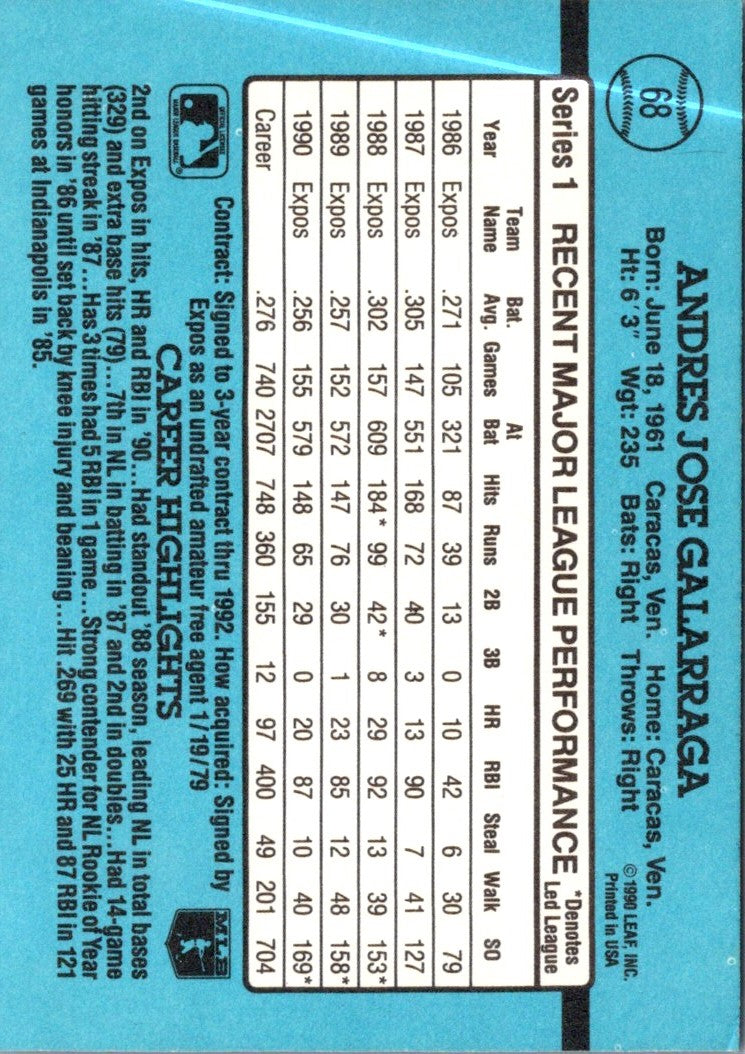 68
ANDRES JOSE GALARRAGA
Born: June 18, 1961 Caracas, Ven. Home: Caracas, Ven.
Ht: 6'3" Wgt: 235 Bats: Right Throws: Right
©1990 LEAF, INC.
Printed in USA
Series 1 RECENT MAJOR LEAGUE PERFORMANCE *Denotes
Led League
Year Team Name Bat. Avg. Games At Bat Hits Runs 2B 3B HR RBI Steal Walk SO
1986 Expos .271 105 321 87 39 13 0 10 42 6 30 79
1987 Expos .305 147 551 168 72 40 3 13 90 7 41 127
1988 Expos .302 157 609 184* 99 42* 8 29 92 13 39 153*
1989 Expos .257 152 572 147 76 30 1 23 85 12 48 158*
1990 Expos .256 155 579 148 65 29 0 20 87 10 40 169*
Career .276 740 2707 748 360 155 12 97 400 49 201 704
Contract: Signed to 3-year contract thru 1992. How acquired: Signed by
Expos as an undrafted amateur free agent 1/19/79
MLB
CAREER HIGHLIGHTS
2nd on Expos in hits, HR and RBI in '90...Had standout '88 season, leading NL in total bases
(329) and extra base hits (79)...7th in NL in batting in '87 and 2nd in doubles...Had 14-game
hitting streak in '87...Has 3 times had 5 RBI in 1 game...Strong contender for NL Rookie of Year
honors in '86 until set back by knee injury and beaning...Hit .269 with 25 HR and 87 RBI in 121
games at Indianapolis in '85.